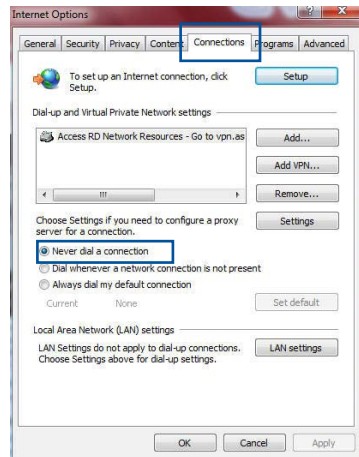 Internet Options
General Security Privacy Content Connections Programs Advanced
To set up an Internet connection, click
Setup.
Setup
Dial-up and Virtual Private Network settings
Access RD Network Resources - Go to vpn.as
Add...
Add VPN...
Remove...
Choose Settings if you need to configure a proxy
server for a connection.
Settings
Never dial a connection
Dial whenever a network connection is not present
Always dial my default connection
Current None
Set default
Local Area Network (LAN) settings
LAN Settings do not apply to dial-up connections.
Choose Settings above for dial-up settings.
LAN settings
OK Cancel Apply